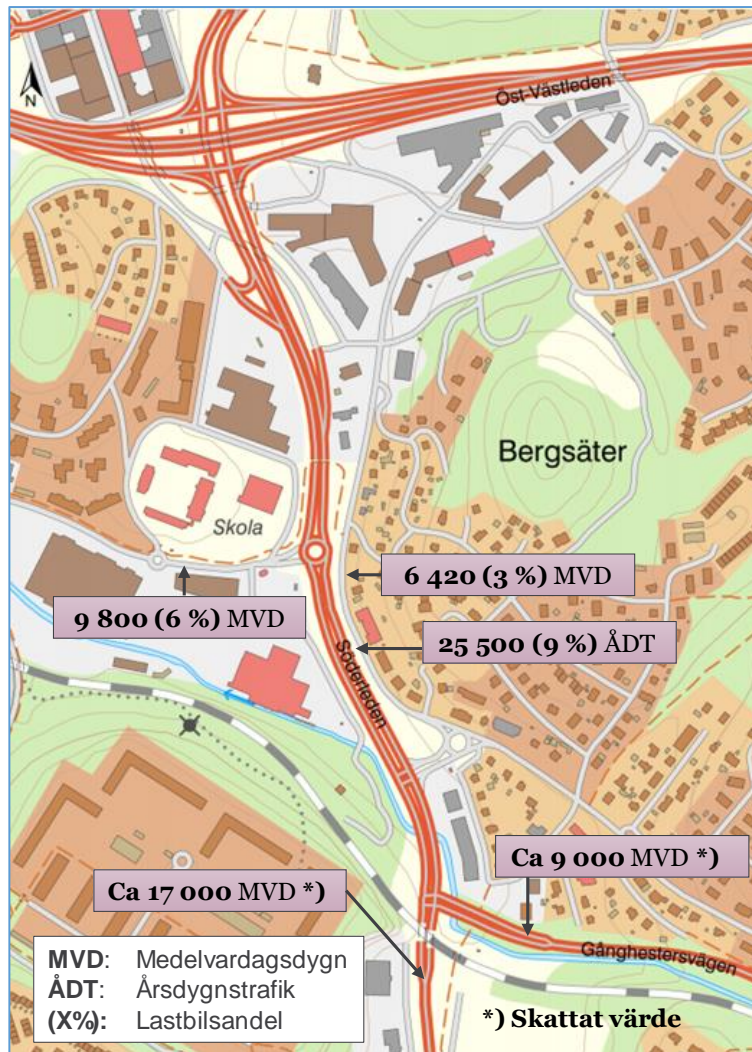 N
Öst-Västleden
Bergsäter
Skola
6 420 (3 %) MVD
9 800 (6 %) MVD
25 500 (9 %) ÅDT
Söderleden
Ca 9 000 MVD *)
Ca 17 000 MVD *)
Gånghestersvägen
MVD: Medelvardagsdygn
ÅDT: Årsdygnstrafik
(X%): Lastbilsandel
*) Skattat värde